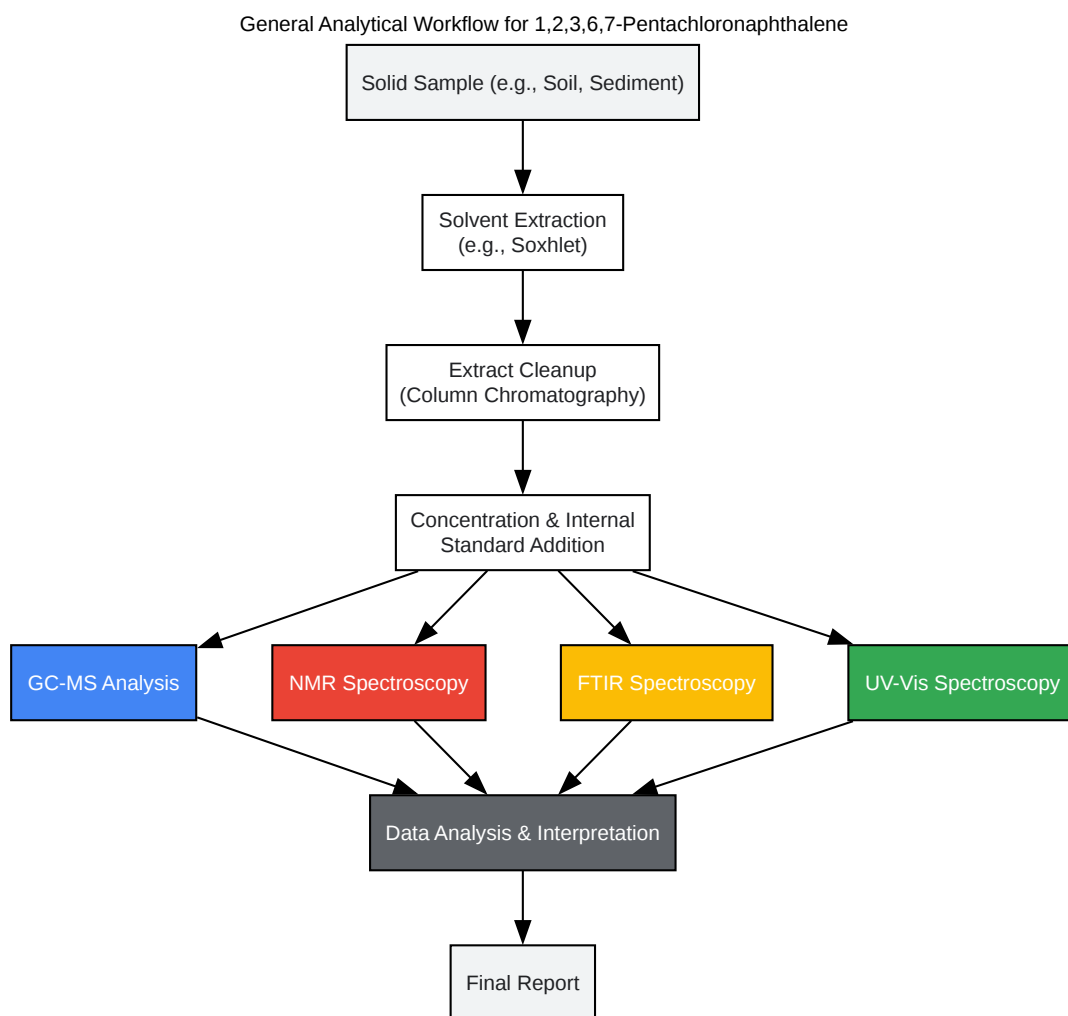 General Analytical Workflow for 1,2,3,6,7-Pentachloronaphthalene
Solid Sample (e.g., Soil, Sediment)
Solvent Extraction
(e.g., Soxhlet)
Extract Cleanup
(Column Chromatography)
Concentration & Internal
Standard Addition
GC-MS Analysis
NMR Spectroscopy
FTIR Spectroscopy
UV-Vis Spectroscopy
Data Analysis & Interpretation
Final Report